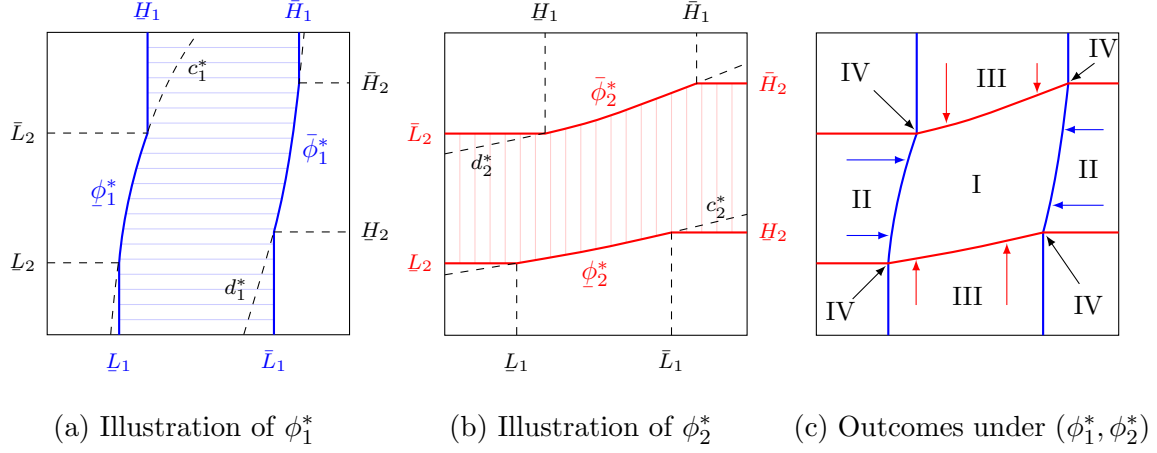 H̲₁ H̄₁
c₁*
H̄₂
L̄₂
ϕ̄₁*
ϕ̲₁*
H̲₂
L̲₂
d₁*
L̲₁ L̄₁
(a) Illustration of ϕ₁*
H̲₁ H̄₁
ϕ̄₂* H̄₂
L̄₂
d₂*
c₂*
H̲₂
L̲₂
ϕ̲₂*
L̲₁ L̄₁
(b) Illustration of ϕ₂*
IV III IV
II I II
IV III IV
(c) Outcomes under (ϕ₁*, ϕ₂*)